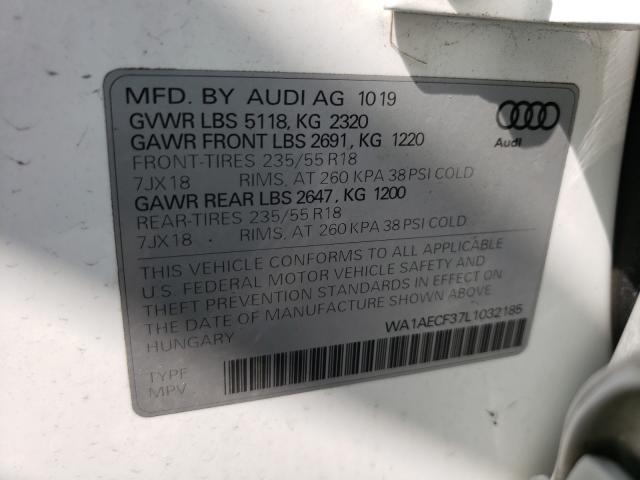 MFD. BY AUDI AG 1019
GVWR LBS 5118, KG 2320
GAWR FRONT LBS 2691, KG 1220
FRONT-TIRES 235/55 R18
7JX18 RIMS, AT 260 KPA 38 PSI COLD
GAWR REAR LBS 2647, KG 1200
REAR-TIRES 235/55 R18
7JX18 RIMS, AT 260 KPA 38 PSI COLD
Audi
THIS VEHICLE CONFORMS TO ALL APPLICABLE
U.S. FEDERAL MOTOR VEHICLE SAFETY AND
THEFT PREVENTION STANDARDS IN EFFECT ON
THE DATE OF MANUFACTURE SHOWN ABOVE.
HUNGARY
WA1AECF37L1032185
TYPE
MPV